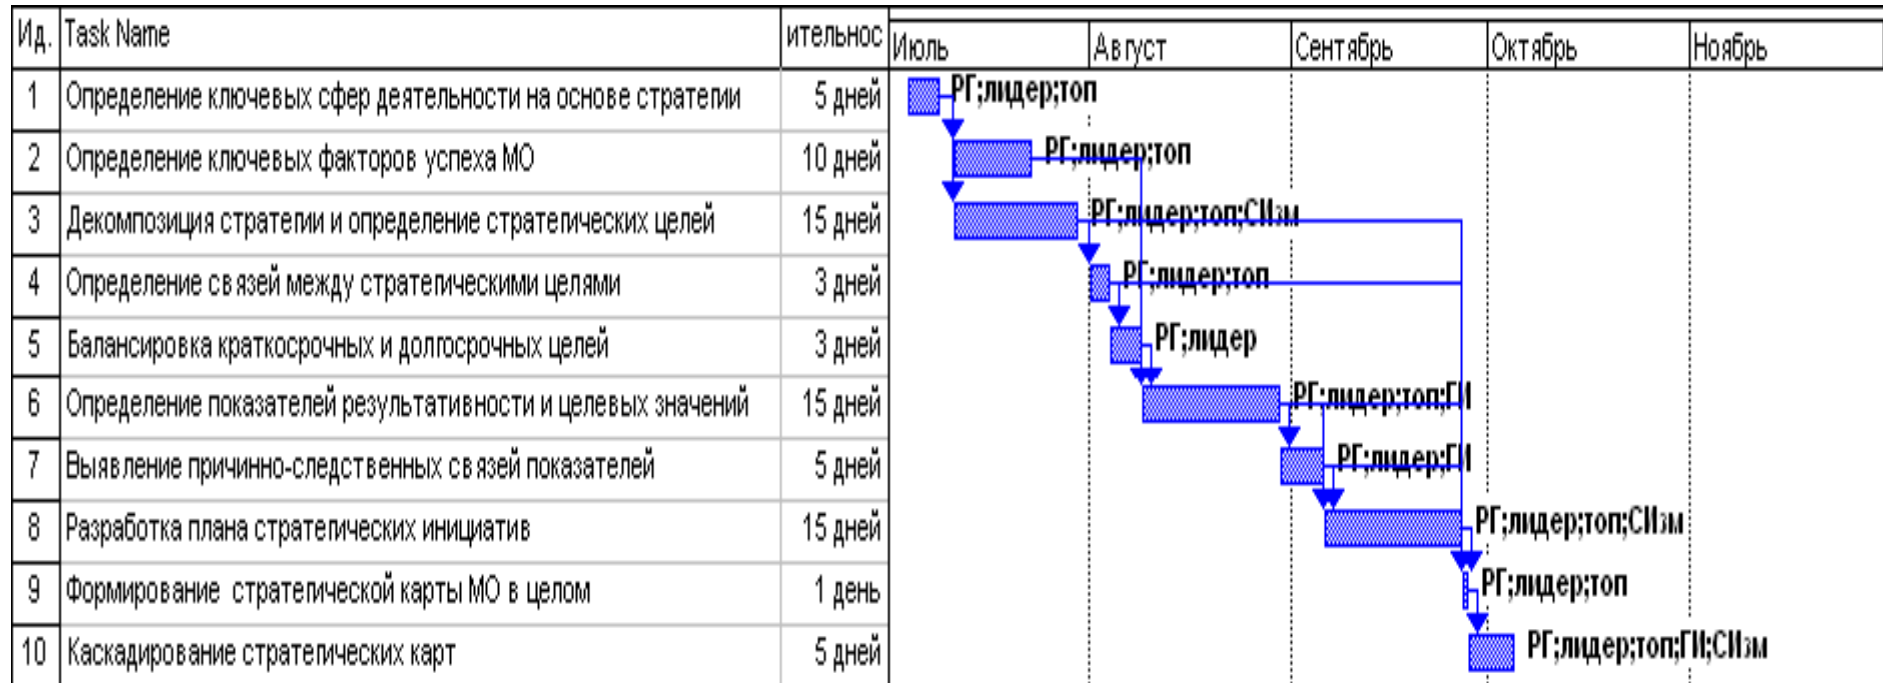 Ид. Task Name ительнос Июль Август Сентябрь Октябрь Ноябрь
1 Определение ключевых сфер деятельности на основе стратегии 5 дней РГ;лидер;топ
2 Определение ключевых факторов успеха МО 10 дней РГ;лидер;топ
3 Декомпозиция стратегии и определение стратегических целей 15 дней РГ;лидер;топ;СИзм
4 Определение связей между стратегическими целями 3 дней РГ;лидер;топ
5 Балансировка краткосрочных и долгосрочных целей 3 дней РГ;лидер
6 Определение показателей результативности и целевых значений 15 дней РГ;лидер;топ;ГИ
7 Выявление причинно-следственных связей показателей 5 дней РГ;лидер;ГИ
8 Разработка плана стратегических инициатив 15 дней РГ;лидер;топ;СИзм
9 Формирование стратегической карты МО в целом 1 день РГ;лидер;топ
10 Каскадирование стратегических карт 5 дней РГ;лидер;топ;ГИ;СИзм